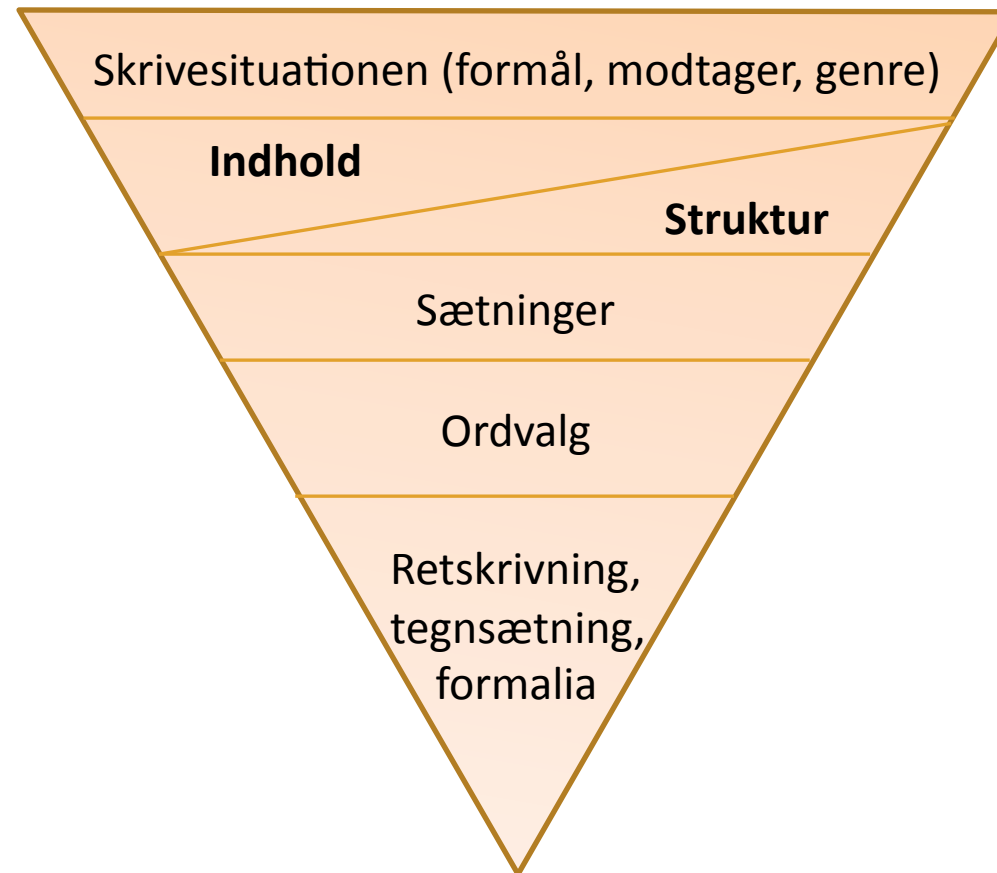 Skrivesituationen (formål, modtager, genre)
Indhold
Struktur
Sætninger
Ordvalg
Retskrivning,
tegnsætning,
formalia